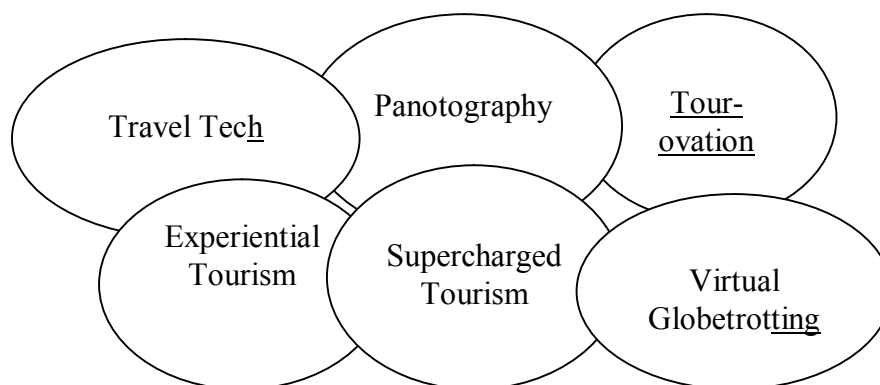 Travel Tech
Panotography
Tour-
ovation
Experiential
Tourism
Supercharged
Tourism
Virtual
Globetrotting